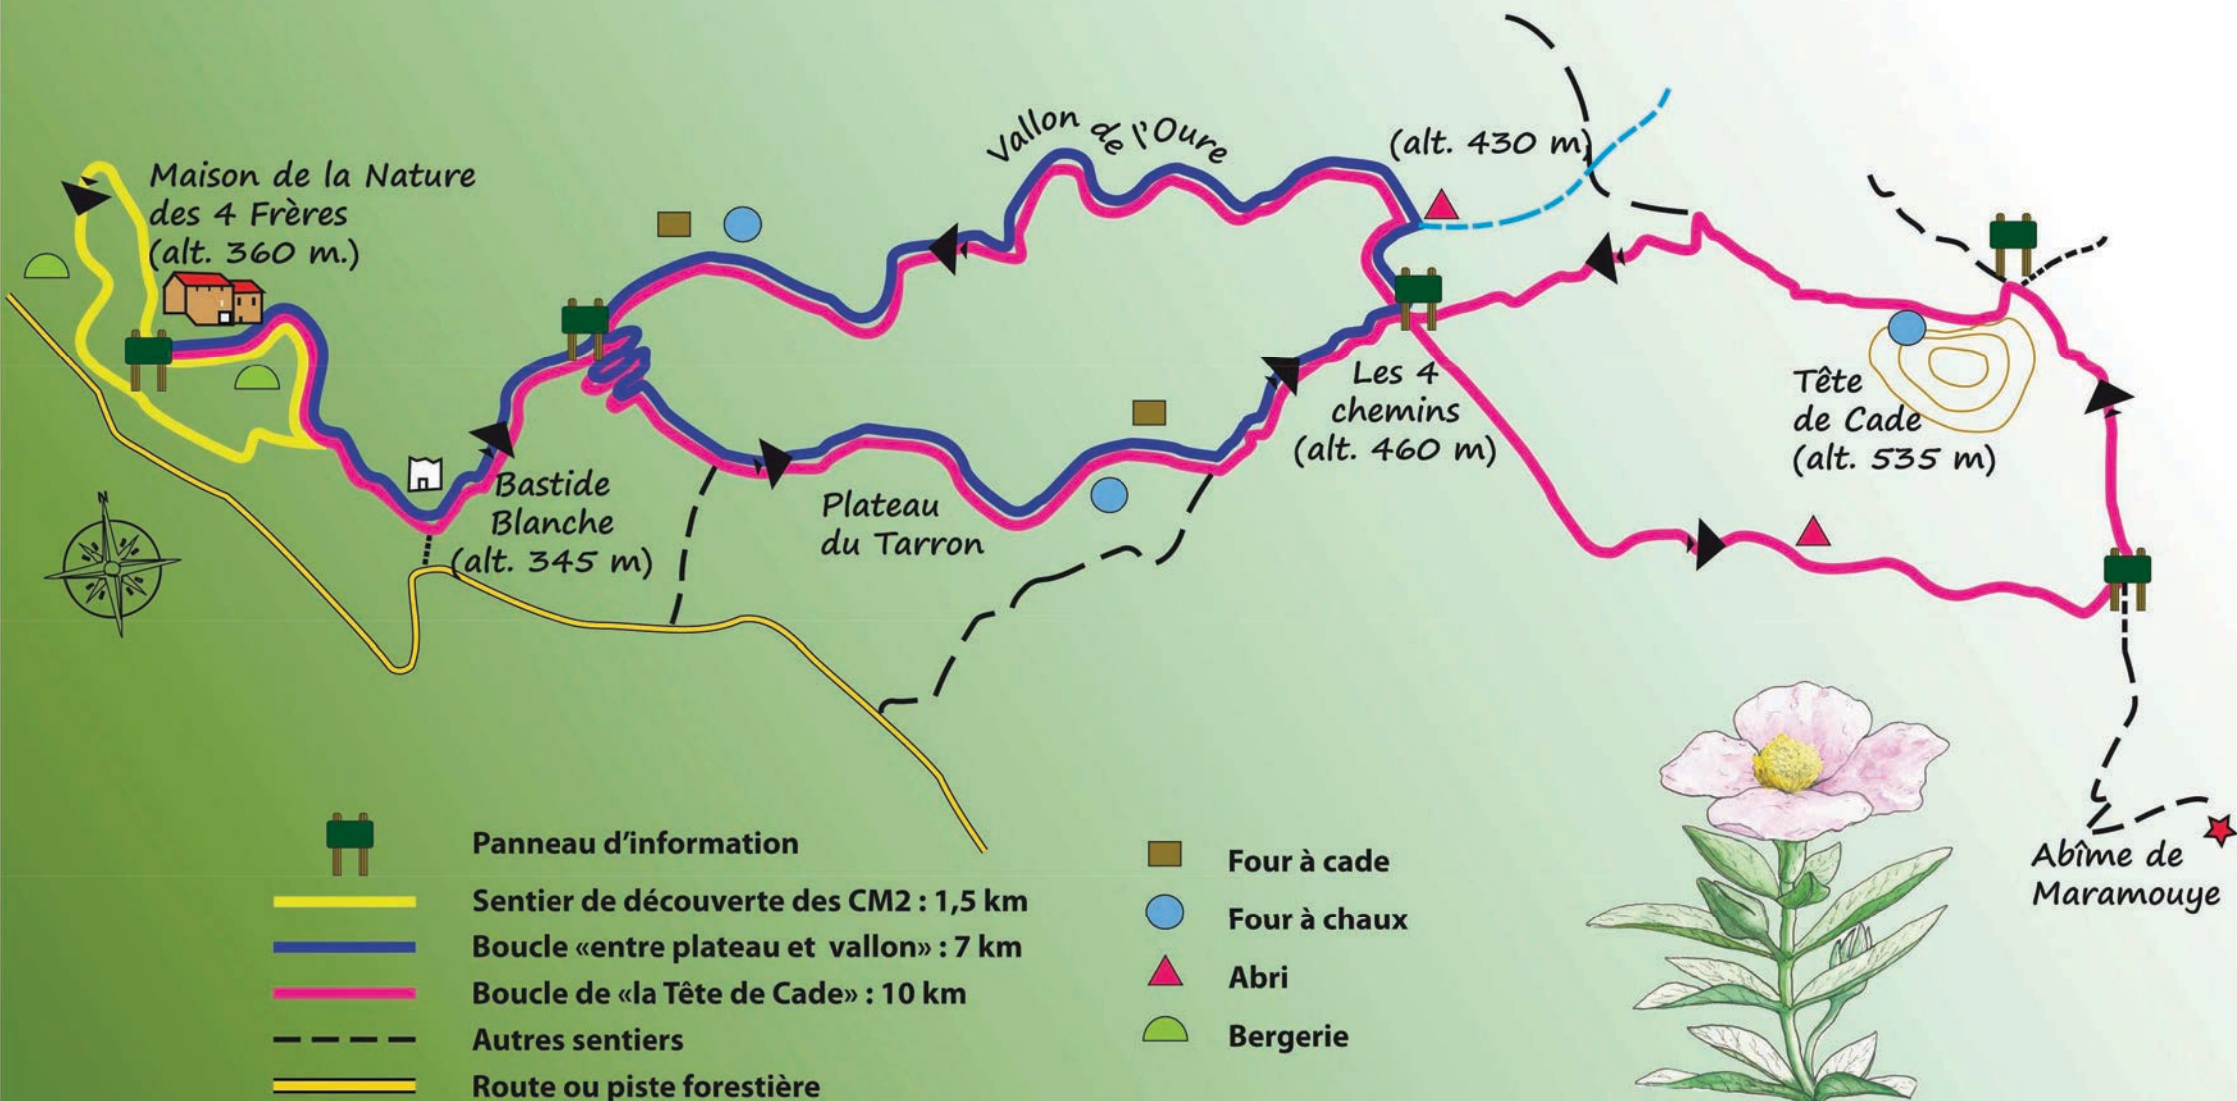 Vallon de l'Oure
(alt. 430 m)
Maison de la Nature
des 4 Frères
(alt. 360 m.)
Les 4
chemins
(alt. 460 m)
Tête
de Cade
(alt. 535 m)
Bastide
Blanche
(alt. 345 m)
Plateau
du Tarron
N
Abîme de
Maramouye
Panneau d'information
Sentier de découverte des CM2 : 1,5 km
Boucle «entre plateau et vallon» : 7 km
Boucle de «la Tête de Cade» : 10 km
Autres sentiers
Route ou piste forestière
Four à cade
Four à chaux
Abri
Bergerie